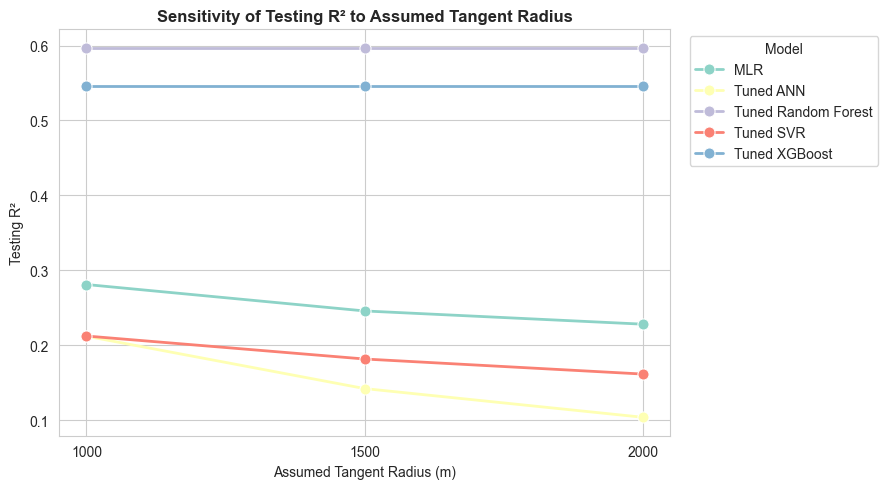 Sensitivity of Testing R² to Assumed Tangent Radius
Testing R²
0.6
0.5
0.4
0.3
0.2
0.1
1000
1500
2000
Assumed Tangent Radius (m)
Model
MLR
Tuned ANN
Tuned Random Forest
Tuned SVR
Tuned XGBoost